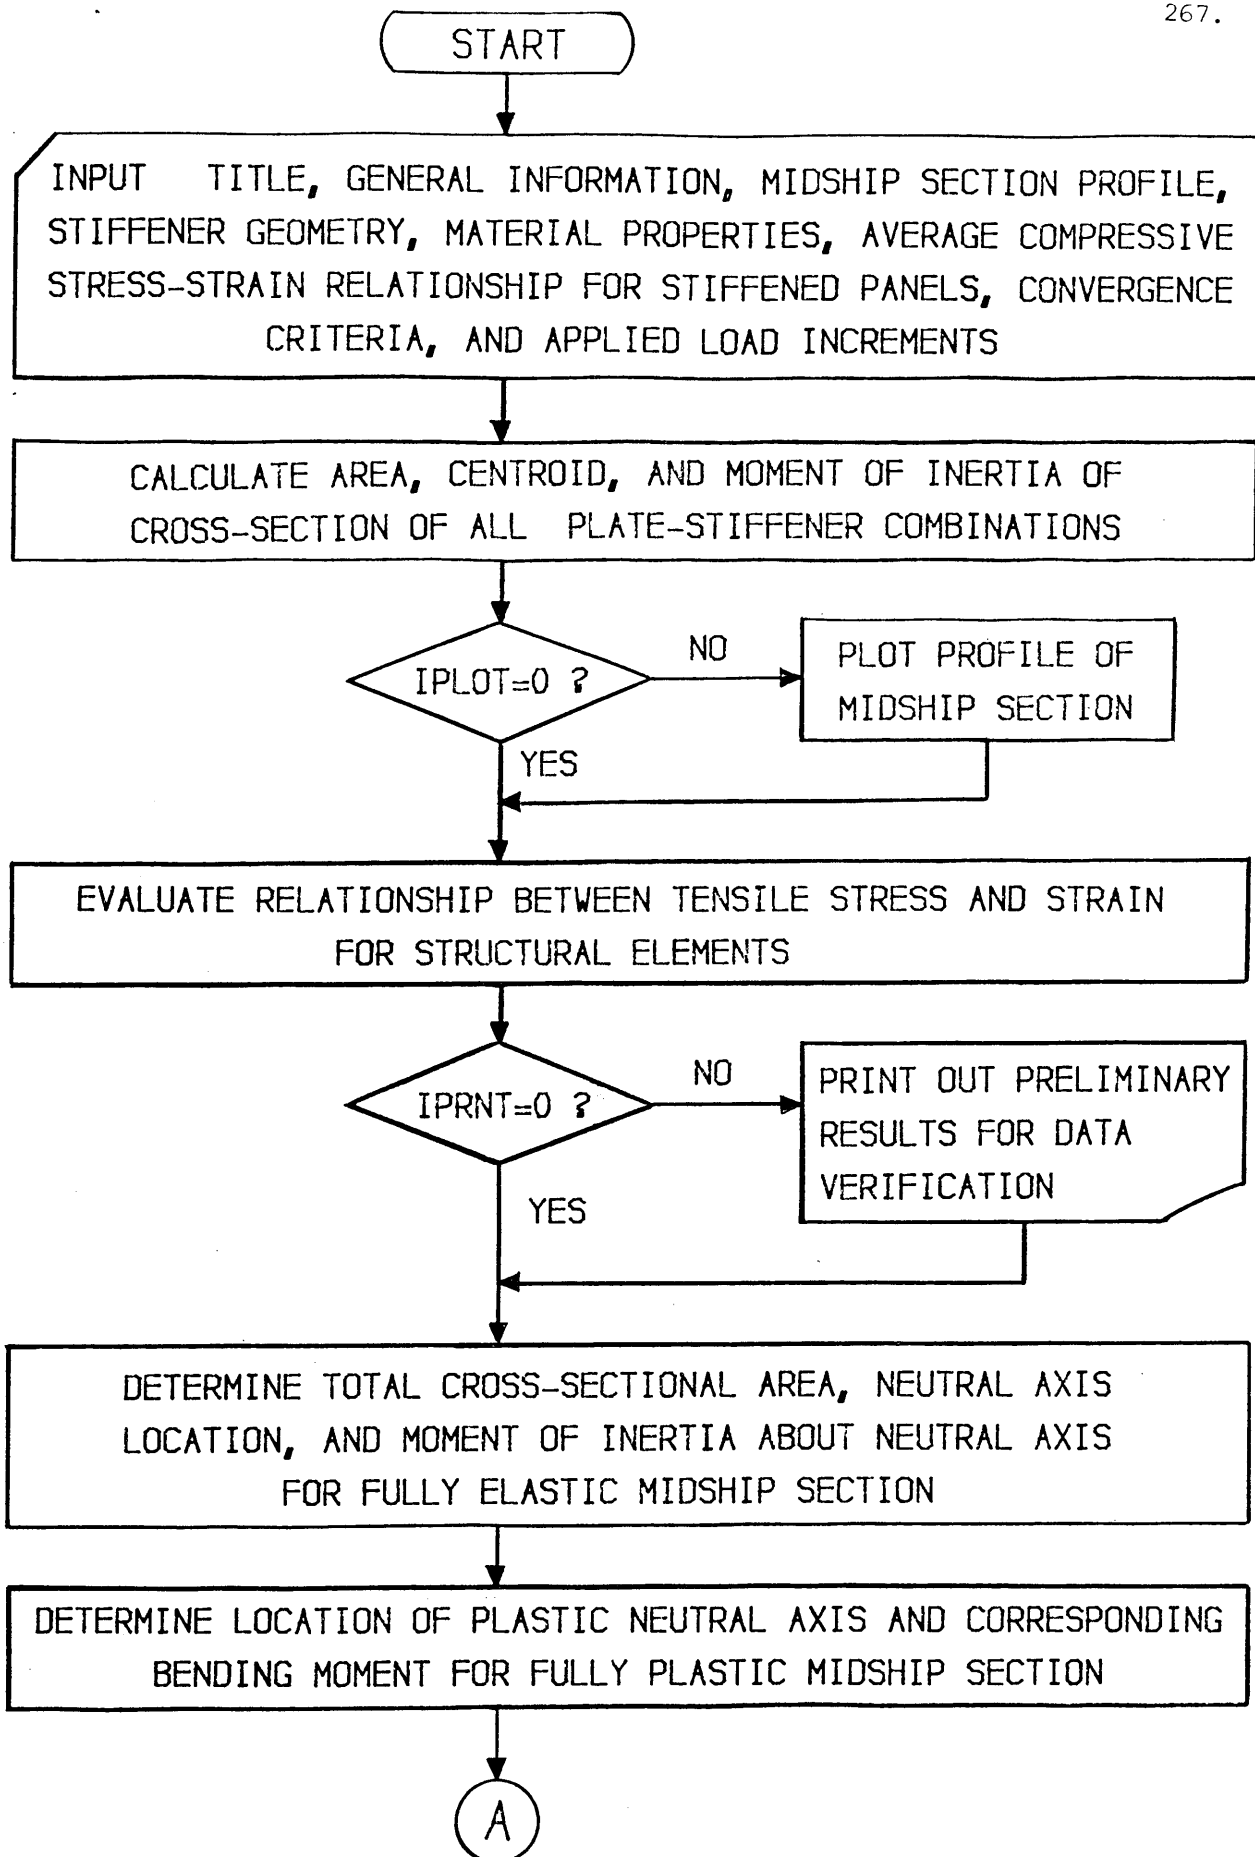 267.
START
INPUT TITLE, GENERAL INFORMATION, MIDSHIP SECTION PROFILE,
STIFFENER GEOMETRY, MATERIAL PROPERTIES, AVERAGE COMPRESSIVE
STRESS-STRAIN RELATIONSHIP FOR STIFFENED PANELS, CONVERGENCE
CRITERIA, AND APPLIED LOAD INCREMENTS
CALCULATE AREA, CENTROID, AND MOMENT OF INERTIA OF
CROSS-SECTION OF ALL PLATE-STIFFENER COMBINATIONS
IPLOT=0 ?
NO
PLOT PROFILE OF
MIDSHIP SECTION
YES
EVALUATE RELATIONSHIP BETWEEN TENSILE STRESS AND STRAIN
FOR STRUCTURAL ELEMENTS
IPRNT=0 ?
NO
PRINT OUT PRELIMINARY
RESULTS FOR DATA
VERIFICATION
YES
DETERMINE TOTAL CROSS-SECTIONAL AREA, NEUTRAL AXIS
LOCATION, AND MOMENT OF INERTIA ABOUT NEUTRAL AXIS
FOR FULLY ELASTIC MIDSHIP SECTION
DETERMINE LOCATION OF PLASTIC NEUTRAL AXIS AND CORRESPONDING
BENDING MOMENT FOR FULLY PLASTIC MIDSHIP SECTION
A